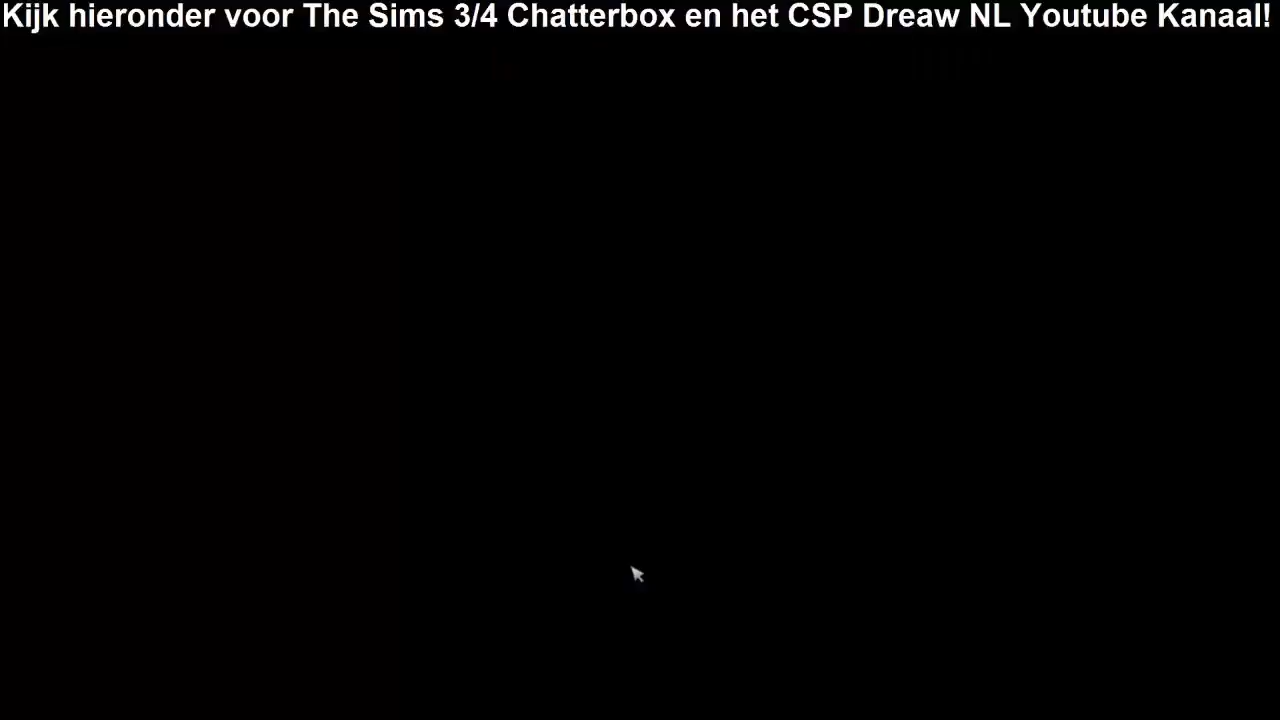 Kijk hieronder voor The Sims 3/4 Chatterbox en het CSP Dreaw NL Youtube Kanaal!